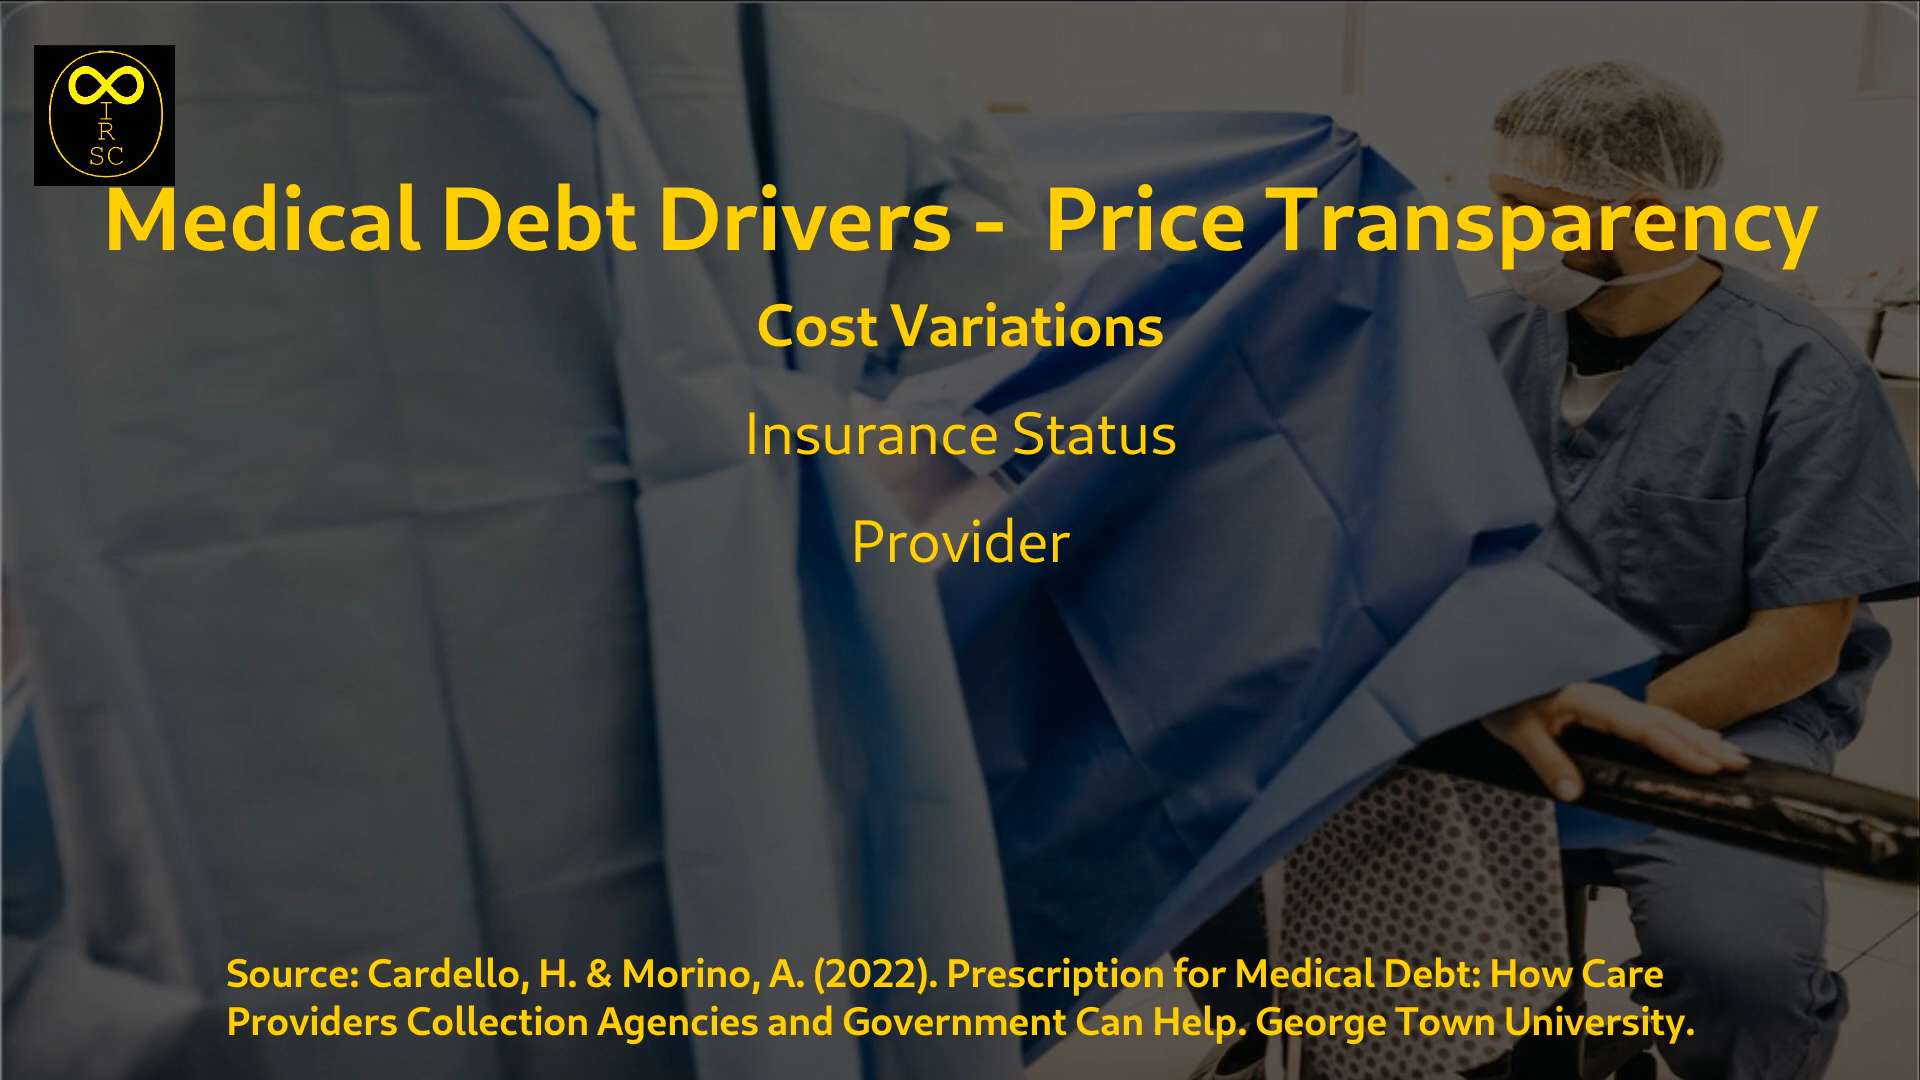 ∞
I
R
SC
Medical Debt Drivers - Price Transparency
Cost Variations
Insurance Status
Provider
Source: Cardello, H. & Morino, A. (2022). Prescription for Medical Debt: How Care
Providers Collection Agencies and Government Can Help. George Town University.